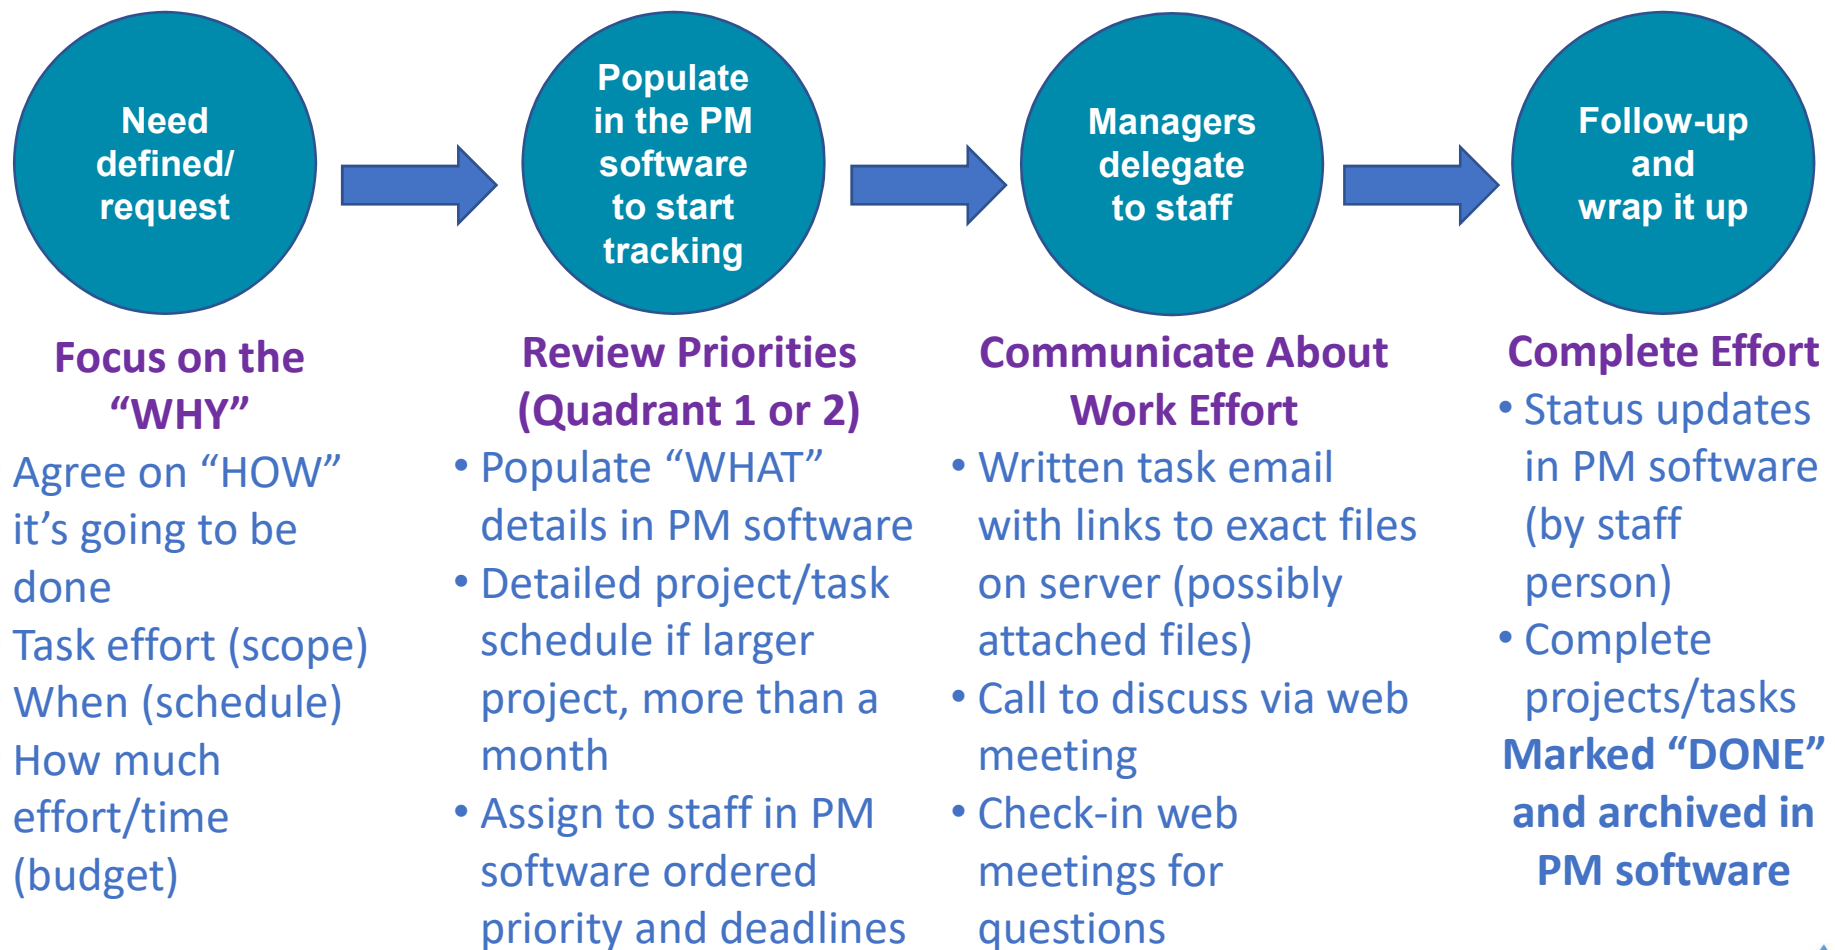 Need
defined/
request
Populate
in the PM
software
to start
tracking
Managers
delegate
to staff
Follow-up
and
wrap it up
Focus on the
“WHY”
Agree on “HOW”
it’s going to be
done
Task effort (scope)
When (schedule)
How much
effort/time
(budget)
Review Priorities
(Quadrant 1 or 2)
• Populate “WHAT”
details in PM software
• Detailed project/task
schedule if larger
project, more than a
month
• Assign to staff in PM
software ordered
priority and deadlines
Communicate About
Work Effort
• Written task email
with links to exact files
on server (possibly
attached files)
• Call to discuss via web
meeting
• Check-in web
meetings for
questions
Complete Effort
• Status updates
in PM software
(by staff
person)
• Complete
projects/tasks
Marked “DONE”
and archived in
PM software